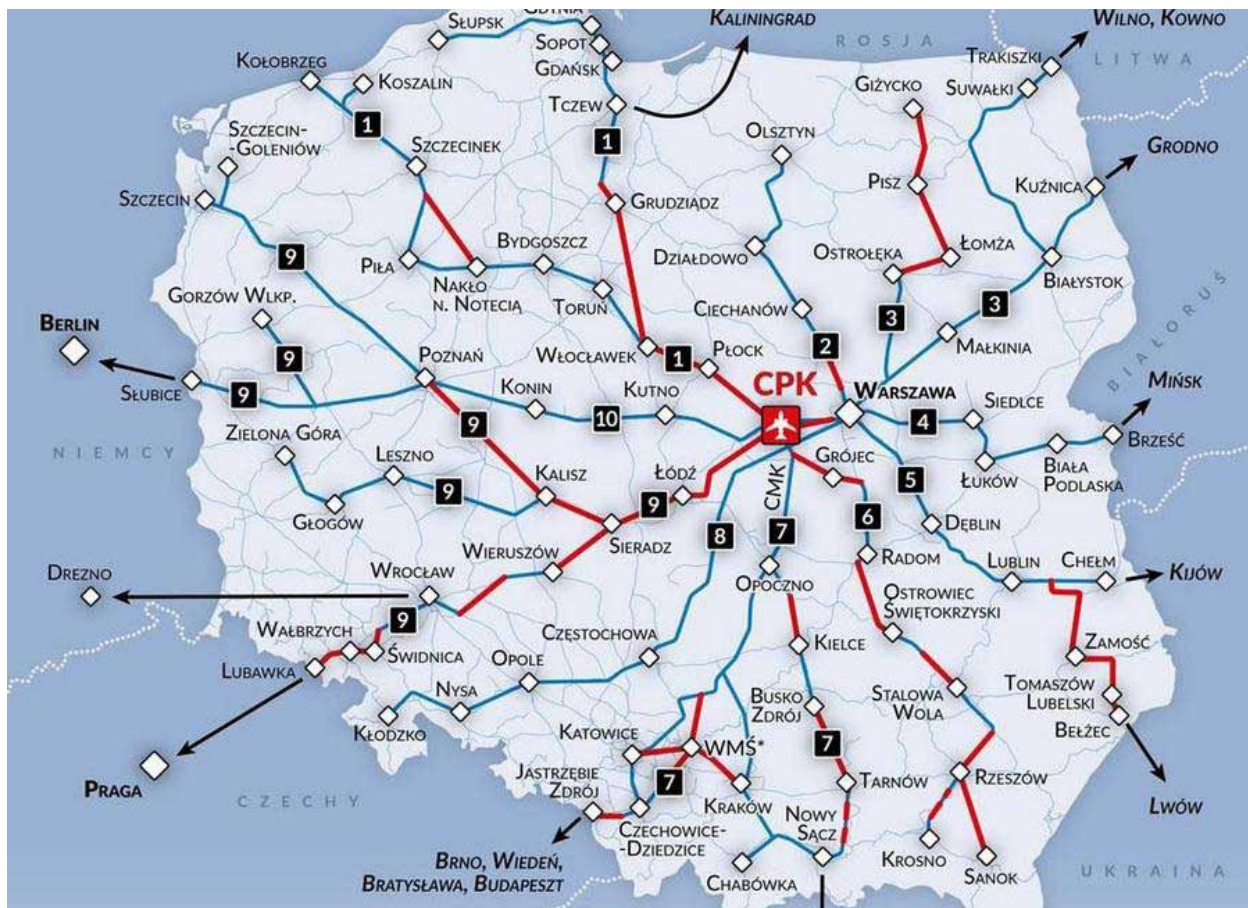 Gdynia
Słupsk
Sopot
Gdańsk
Kaliningrad
Rosja
Wilno, Kowno
Litwa
Trakiszki
Suwałki
Kołobrzeg
Koszalin
Tczew
Giżycko
Szczecin-
-Goleniów
1
Szczecinek
1
Olsztyn
Grodno
Szczecin
Grudziądz
Pisz
Kuźnica
9
Bydgoszcz
Działdowo
Ostrołęka
Łomża
Piła
Nakło
n. Notecią
Toruń
Białystok
Gorzów Wlkp.
Ciechanów
3
3
Białoruś
Berlin
9
Poznań
Włocławek
1
Płock
2
Małkinia
Słubice
9
Konin
Kutno
CPK
Warszawa
Siedlce
Mińsk
10
4
Brześć
Niemcy
Zielona Góra
Leszno
9
Kalisz
Łódź
Grójec
Łuków
Biała
Podlaska
Głogów
9
9
CMK
5
Sieradz
8
7
6
Dęblin
Drezno
Wrocław
Wieruszów
Opoczno
Radom
Lublin
Chełm
Kijów
9
Ostrowiec
Świętokrzyski
Wałbrzych
Świdnica
Częstochowa
Kielce
Zamość
Lubawka
Opole
Nysa
Busko
Zdrój
Stalowa
Wola
Tomaszów
Lubelski
Kłodzko
Katowice
WMŚ*
7
Bełżec
Praga
Jastrzębie
Zdrój
7
Kraków
Tarnów
Rzeszów
Lwów
Czechy
Czechowice-
-Dziedzice
Nowy
Sącz
Krosno
Sanok
Brno, Wiedeń,
Bratysława, Budapeszt
Chabówka
Ukraina